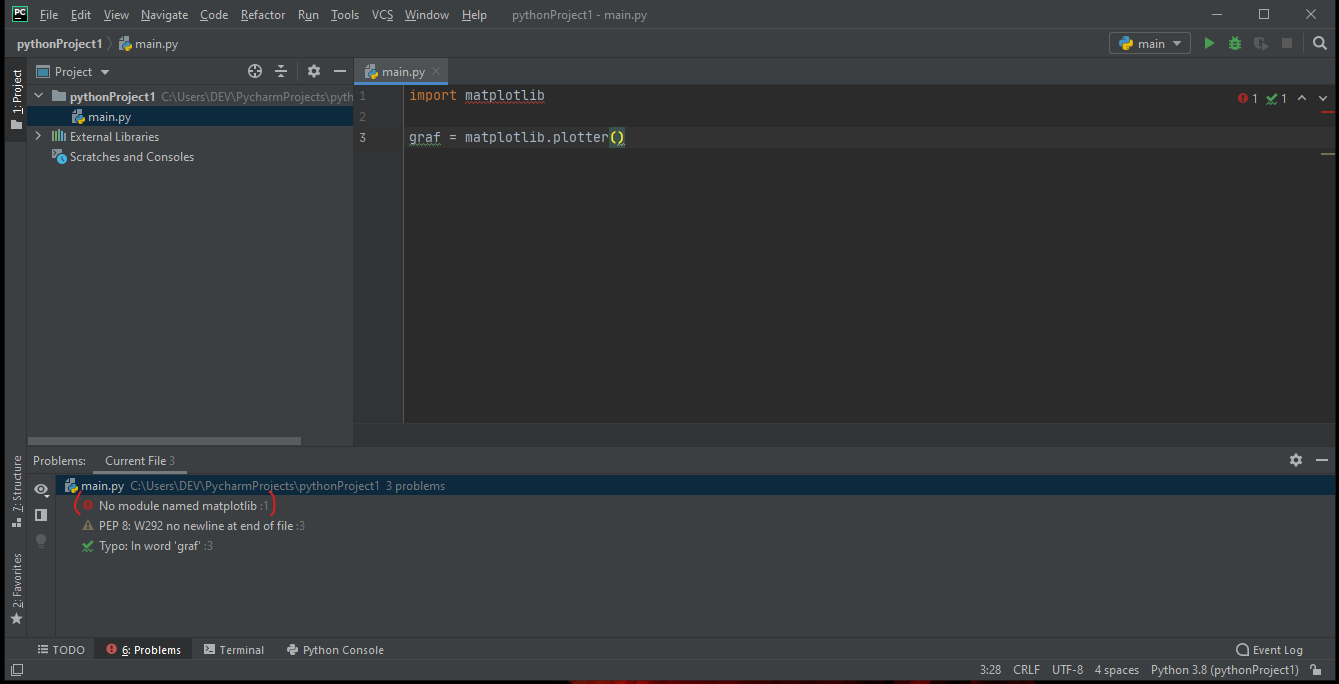 PC File Edit View Navigate Code Refactor Run Tools VCS Window Help pythonProject1 - main.py
pythonProject1 main.py main
1: Project
Project
pythonProject1 C:\Users\DEV\PycharmProjects\pyth
main.py
External Libraries
Scratches and Consoles
main.py
1 import matplotlib
2
3 graf = matplotlib.plotter()
1 1
Problems: Current File 3
7: Structure
2: Favorites
main.py C:\Users\DEV\PycharmProjects\pythonProject1 3 problems
No module named matplotlib :1
PEP 8: W292 no newline at end of file :3
Typo: In word 'graf' :3
TODO 6: Problems Terminal Python Console Event Log
3:28 CRLF UTF-8 4 spaces Python 3.8 (pythonProject1)